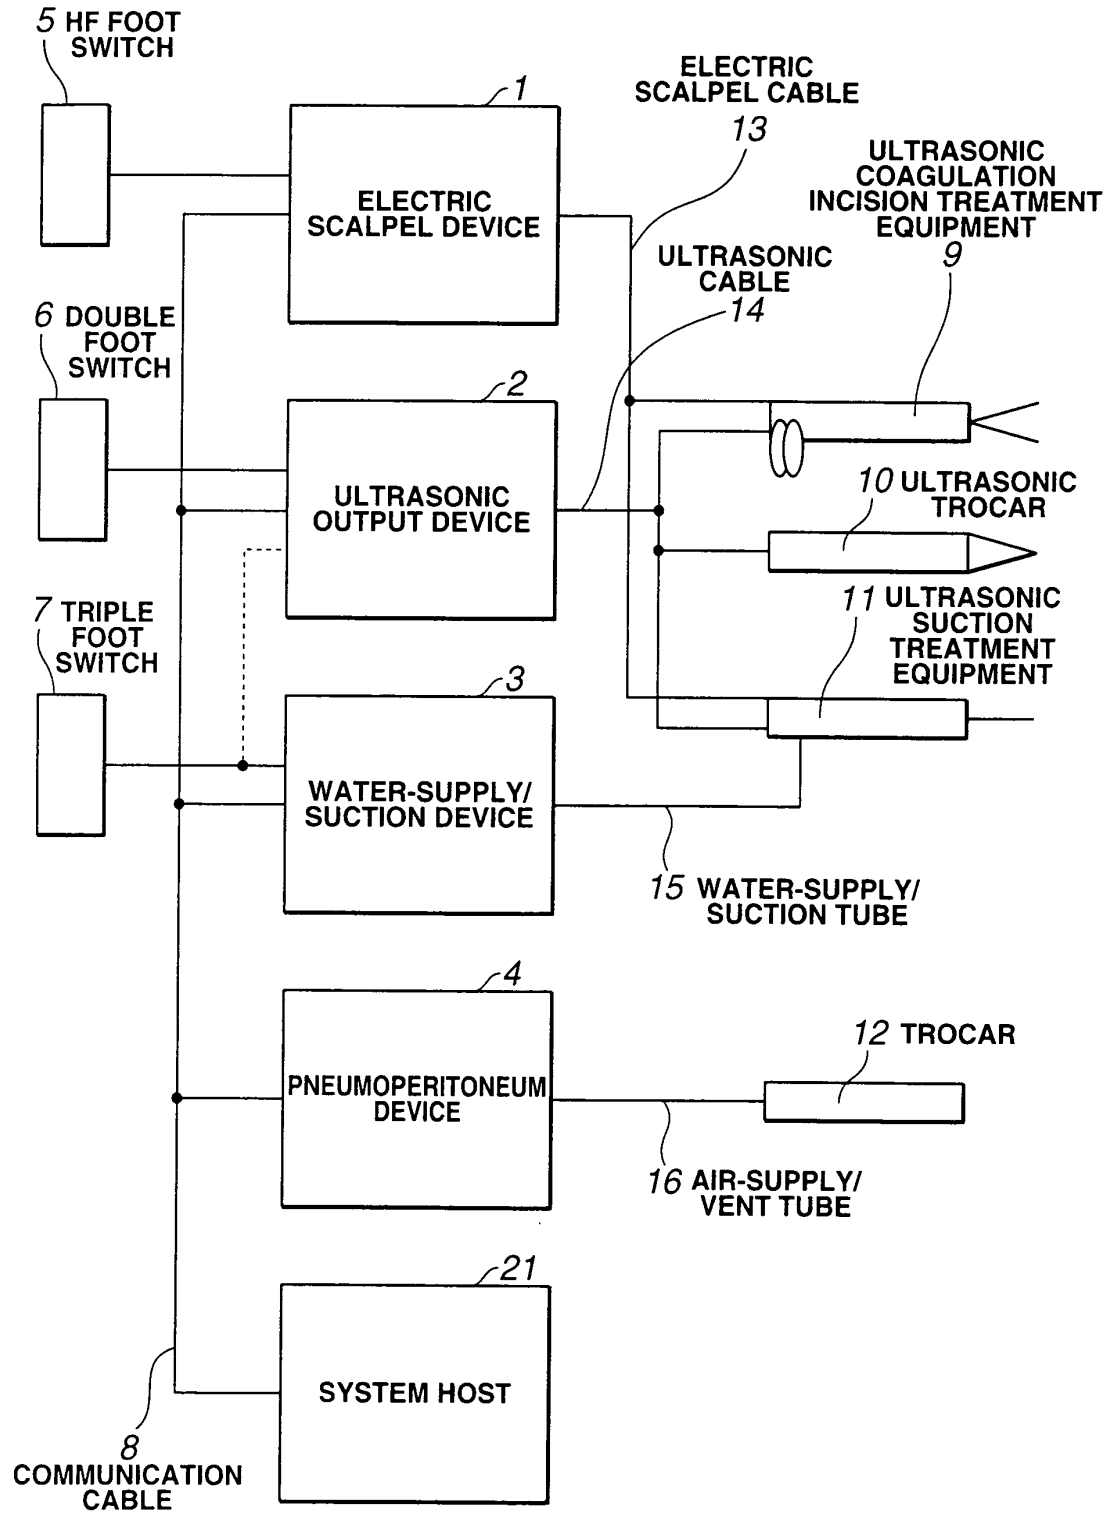 5 HF FOOT
SWITCH
1
ELECTRIC
SCALPEL CABLE
13
ULTRASONIC
COAGULATION
INCISION TREATMENT
EQUIPMENT
9
ELECTRIC
SCALPEL DEVICE
ULTRASONIC
CABLE
14
6 DOUBLE
FOOT
SWITCH
2
ULTRASONIC
OUTPUT DEVICE
10 ULTRASONIC
TROCAR
7 TRIPLE
FOOT
SWITCH
11 ULTRASONIC
SUCTION
TREATMENT
EQUIPMENT
3
WATER-SUPPLY/
SUCTION DEVICE
15 WATER-SUPPLY/
SUCTION TUBE
4
PNEUMOPERITONEUM
DEVICE
12 TROCAR
16 AIR-SUPPLY/
VENT TUBE
21
SYSTEM HOST
8
COMMUNICATION
CABLE